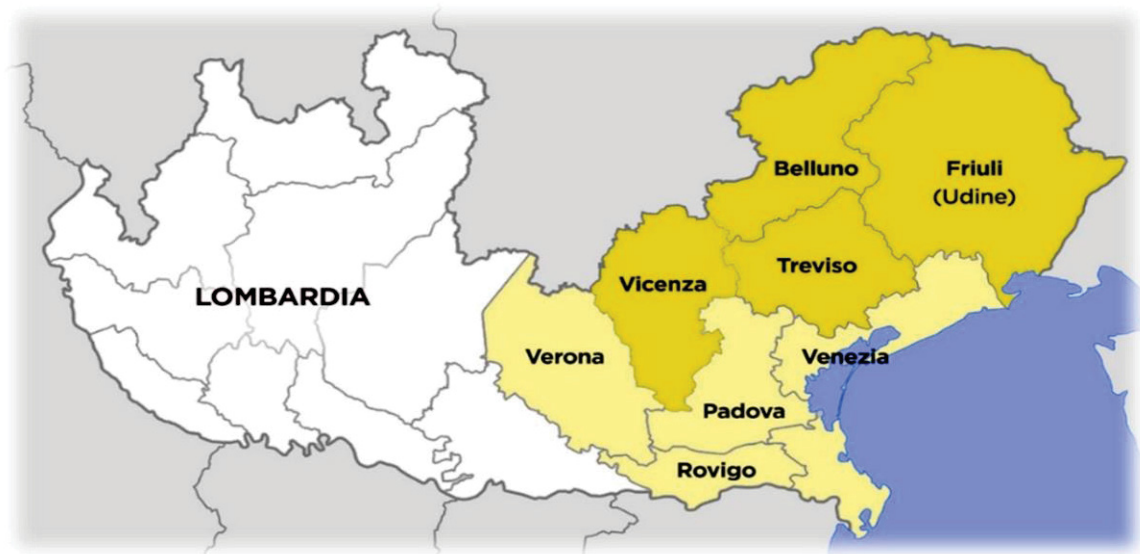 Belluno
Friuli
(Udine)
Treviso
Vicenza
LOMBARDIA
Verona
Venezia
Padova
Rovigo